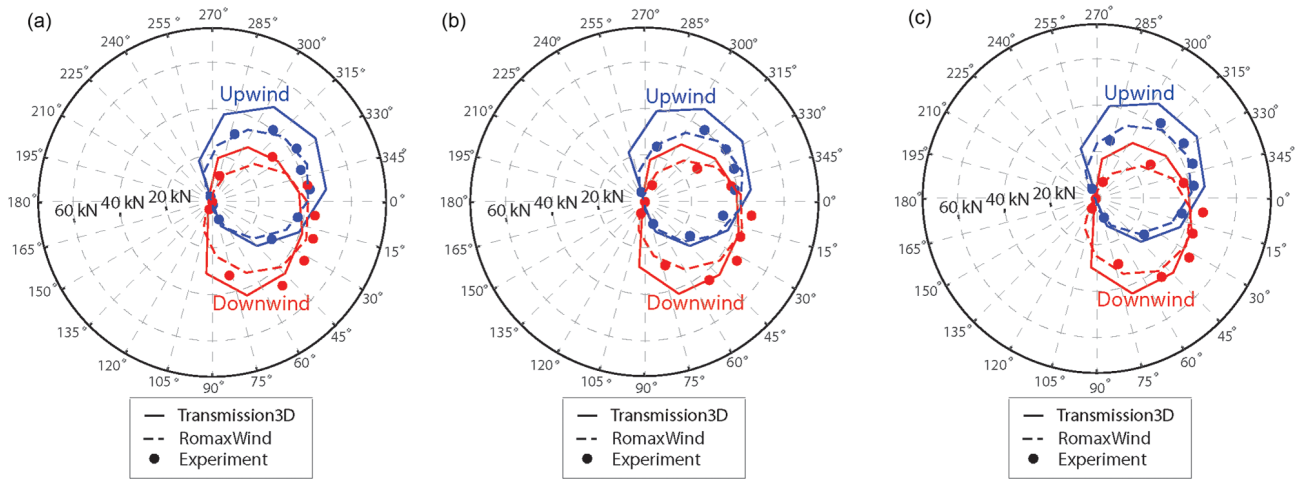 (a)
270°
255°
285°
300°
225°
315°
210°
330°
195°
345°
180°
0°
165°
15°
150°
30°
135°
45°
120°
60°
105°
75°
90°
60 kN
40 kN
20 kN
Upwind
Downwind
Transmission3D
RomaxWind
Experiment
(b)
270°
255°
285°
300°
225°
315°
210°
330°
195°
345°
180°
0°
165°
15°
150°
30°
135°
45°
120°
60°
105°
75°
90°
60 kN
40 kN
20 kN
Upwind
Downwind
Transmission3D
RomaxWind
Experiment
(c)
270°
255°
285°
300°
225°
315°
210°
330°
195°
345°
180°
0°
165°
15°
150°
30°
135°
45°
120°
60°
105°
75°
90°
60 kN
40 kN
20 kN
Upwind
Downwind
Transmission3D
RomaxWind
Experiment